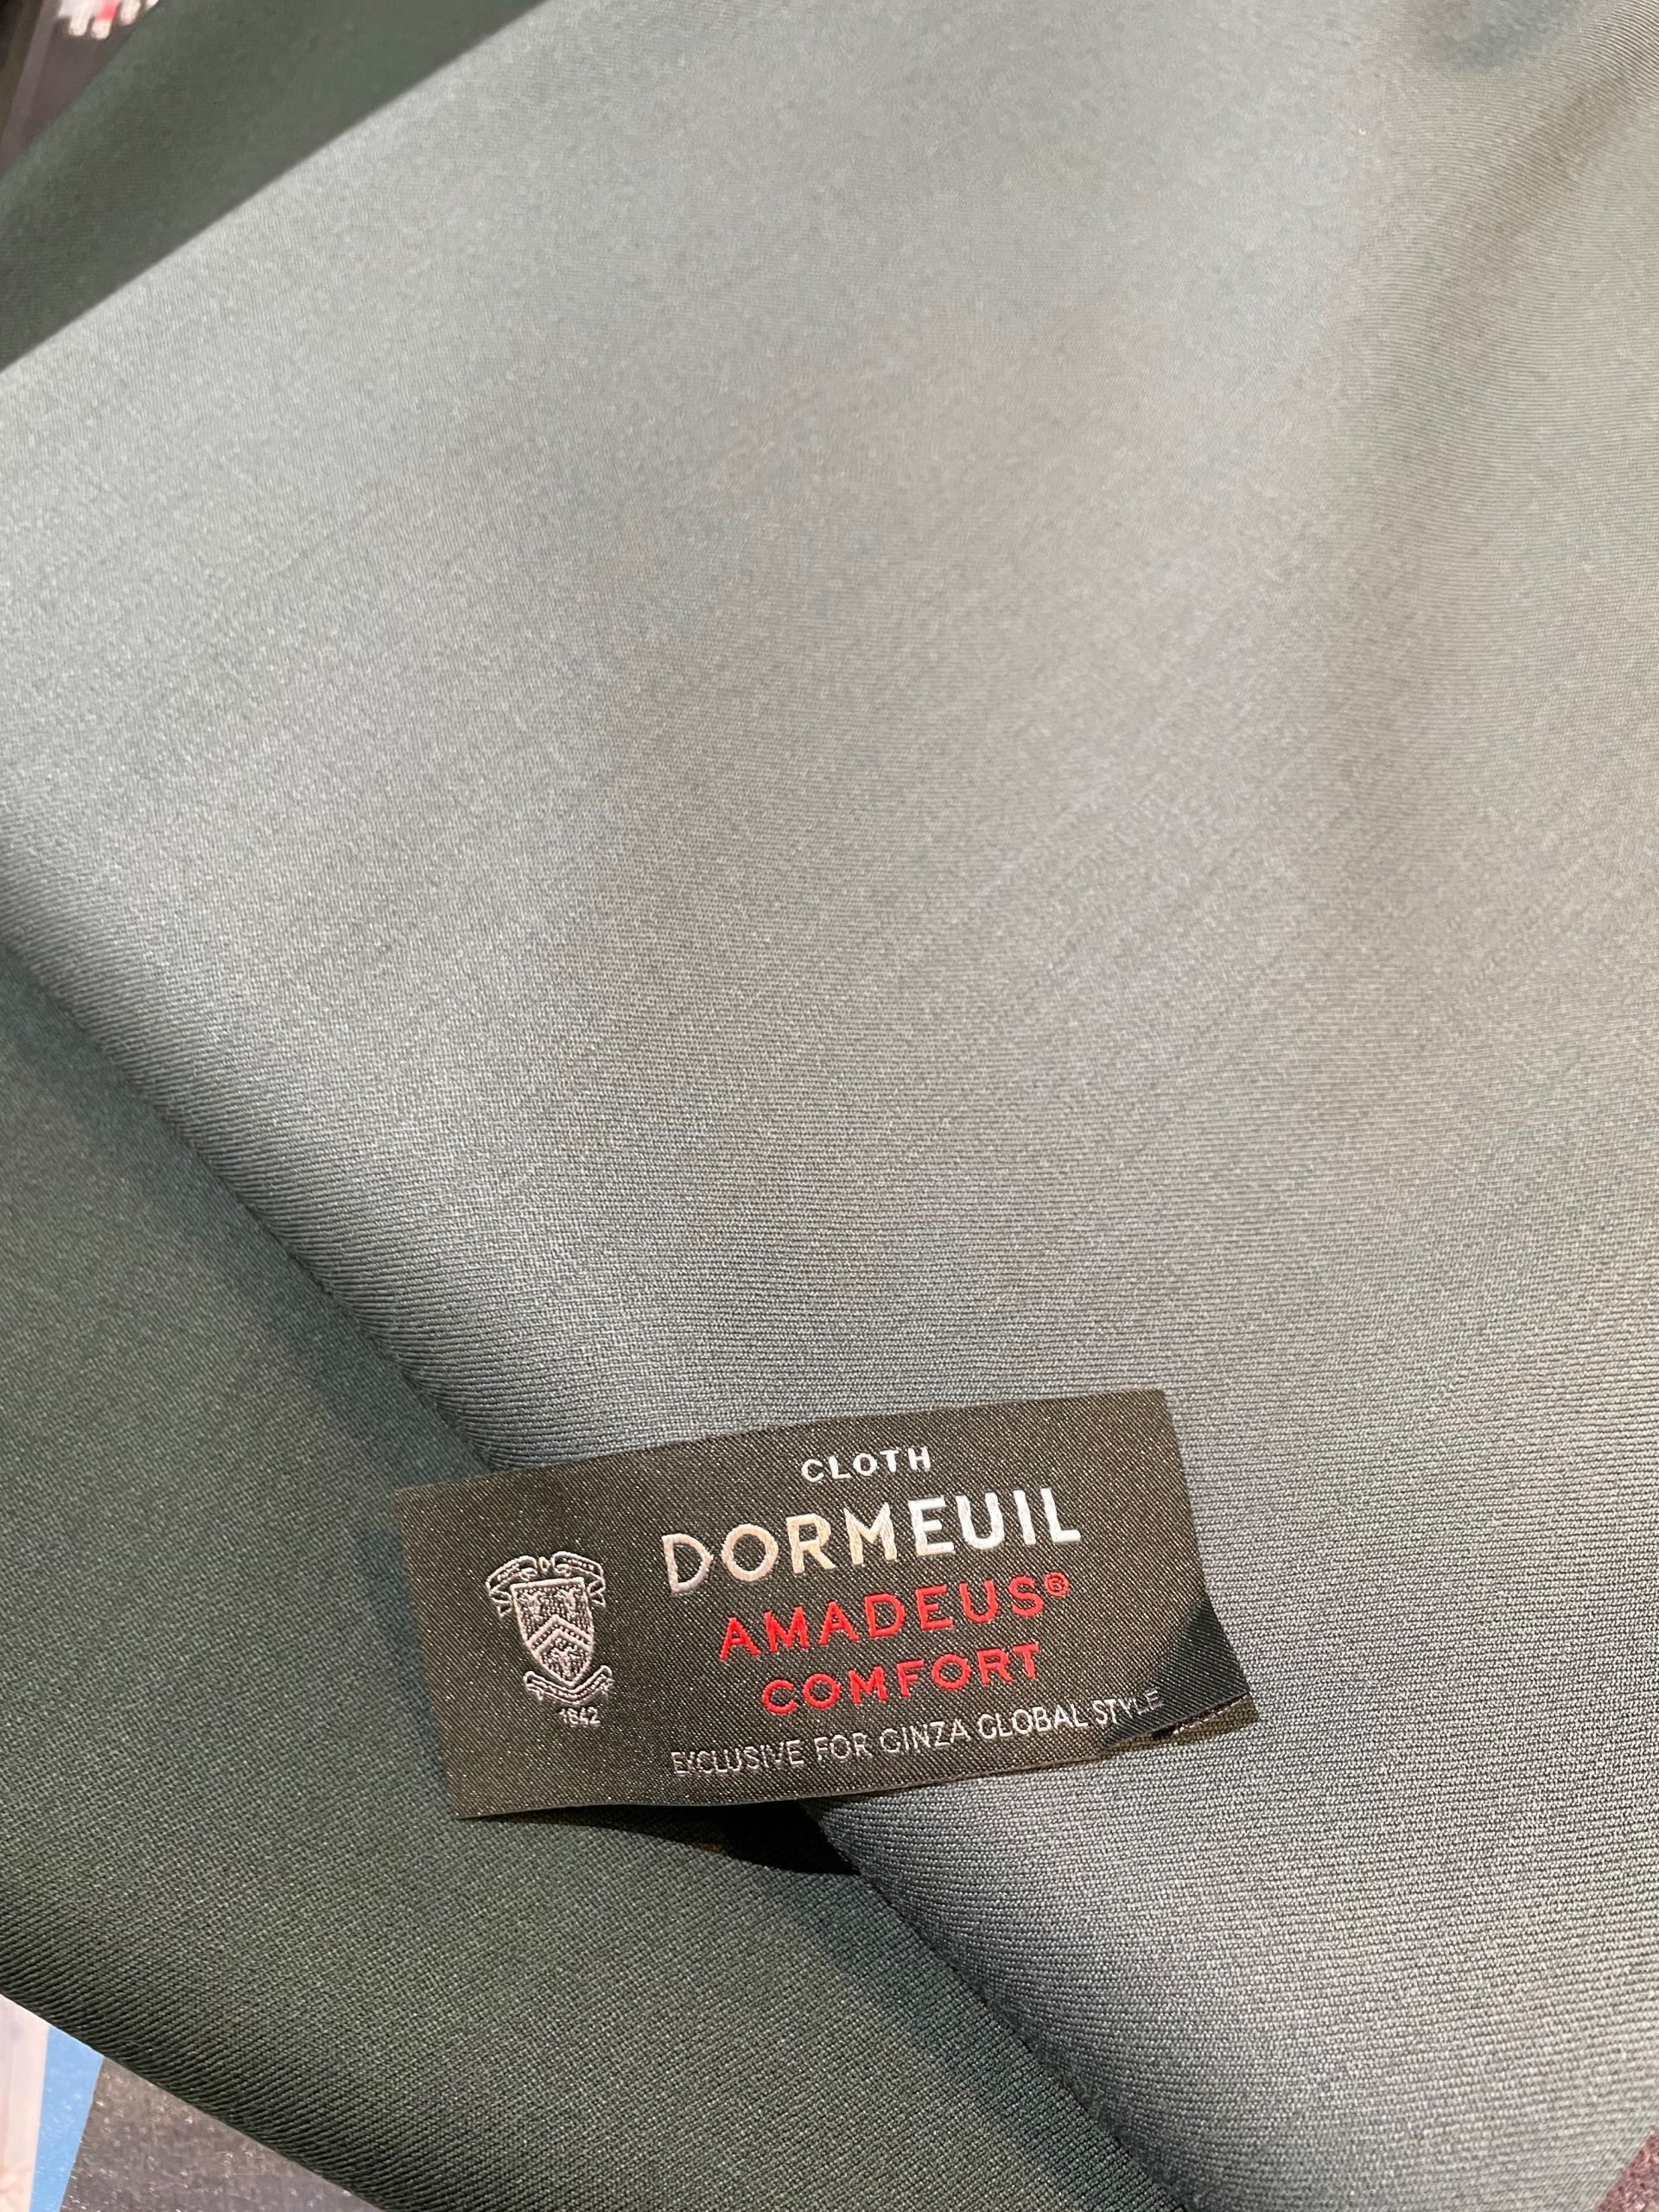 CLOTH
DORMEUIL
AMADEUS®
COMFORT
EXCLUSIVE FOR GINZA GLOBAL STYLE
1842